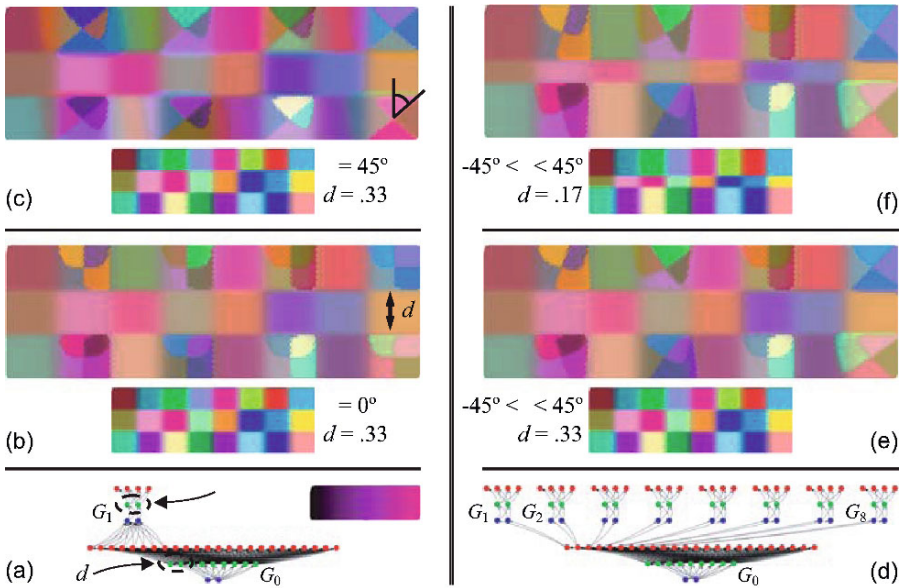 = 45º
d = .33
(c)
-45º < < 45º
d = .17
(f)
d
= 0º
d = .33
(b)
-45º < < 45º
d = .33
(e)
G1
d
G0
(a)
G1 G2 G8
G0
(d)